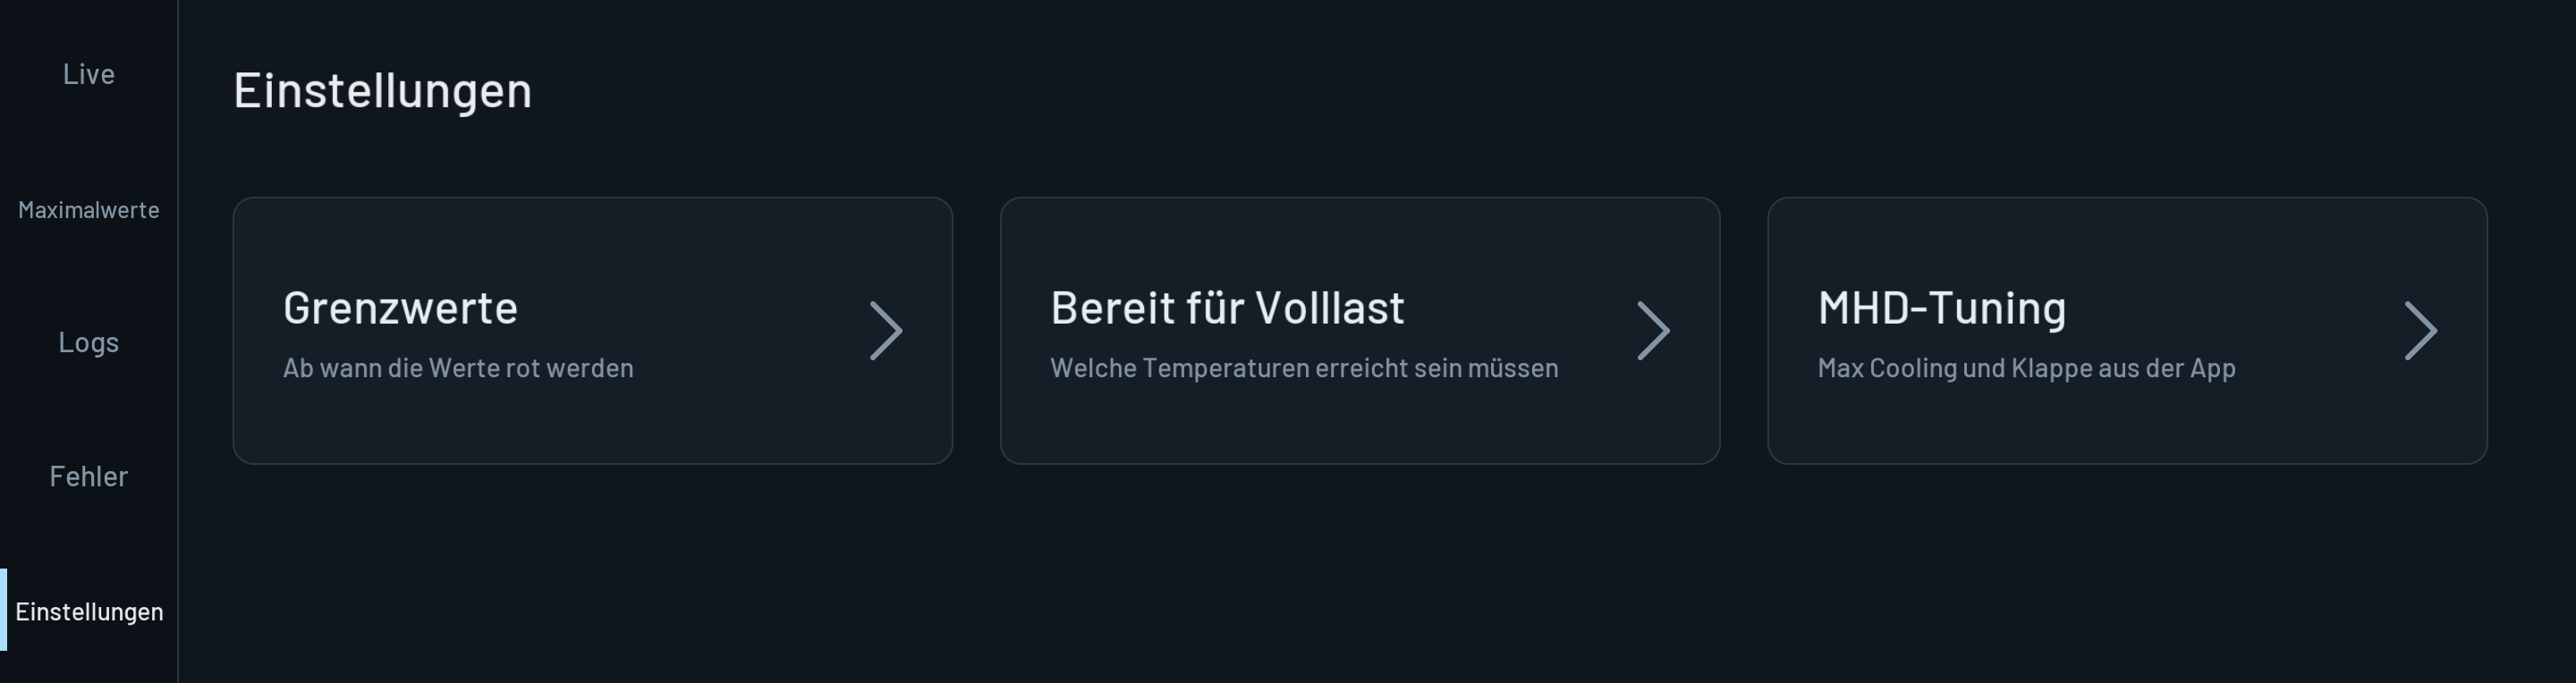 Live
Maximalwerte
Logs
Fehler
Einstellungen
Einstellungen
Grenzwerte
Ab wann die Werte rot werden
Bereit für Volllast
Welche Temperaturen erreicht sein müssen
MHD-Tuning
Max Cooling und Klappe aus der App